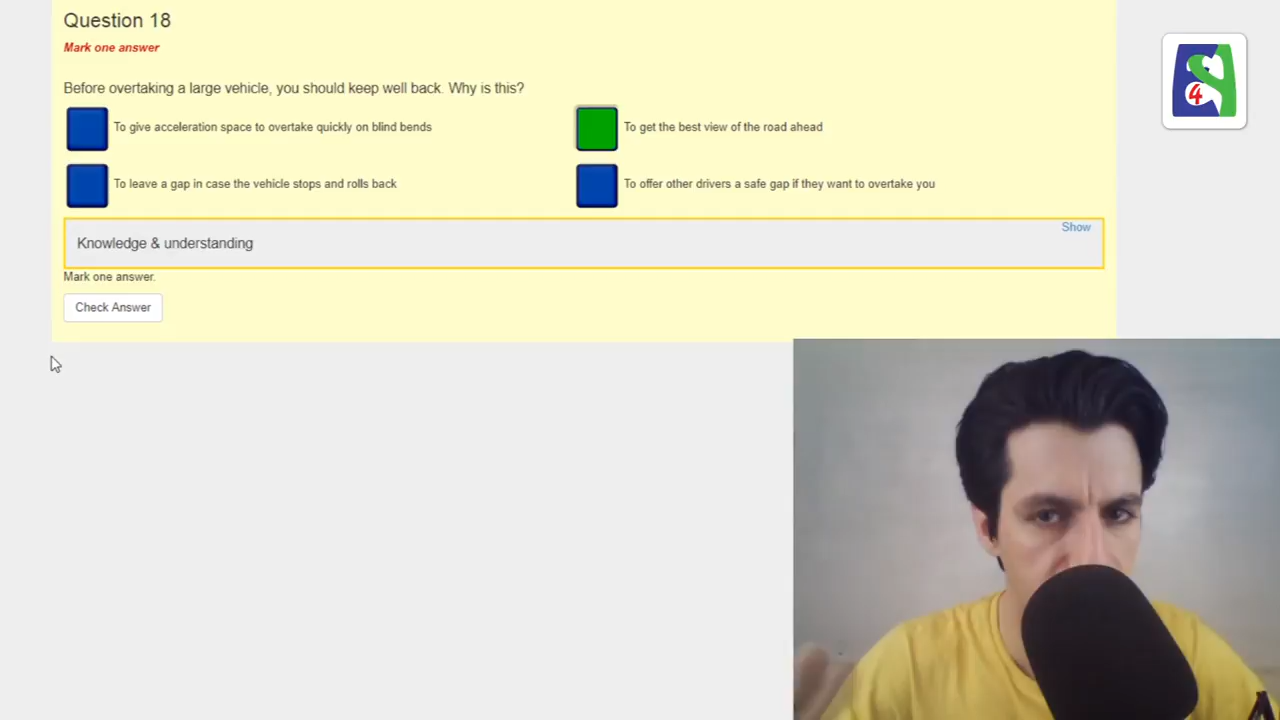 Question 18
Mark one answer
Before overtaking a large vehicle, you should keep well back. Why is this?
To give acceleration space to overtake quickly on blind bends
To get the best view of the road ahead
To leave a gap in case the vehicle stops and rolls back
To offer other drivers a safe gap if they want to overtake you
Show
Knowledge & understanding
Mark one answer.
Check Answer
4